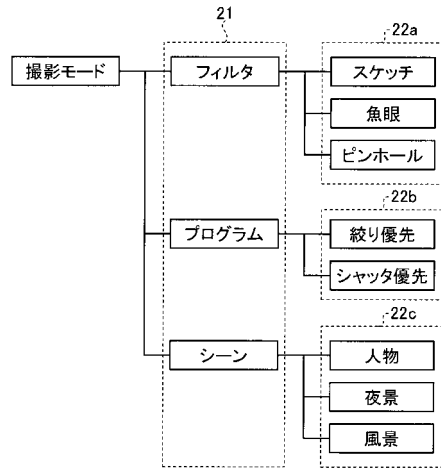 21
22a
撮影モード
フィルタ
スケッチ
魚眼
ピンホール
22b
プログラム
絞り優先
シャッタ優先
22c
シーン
人物
夜景
風景